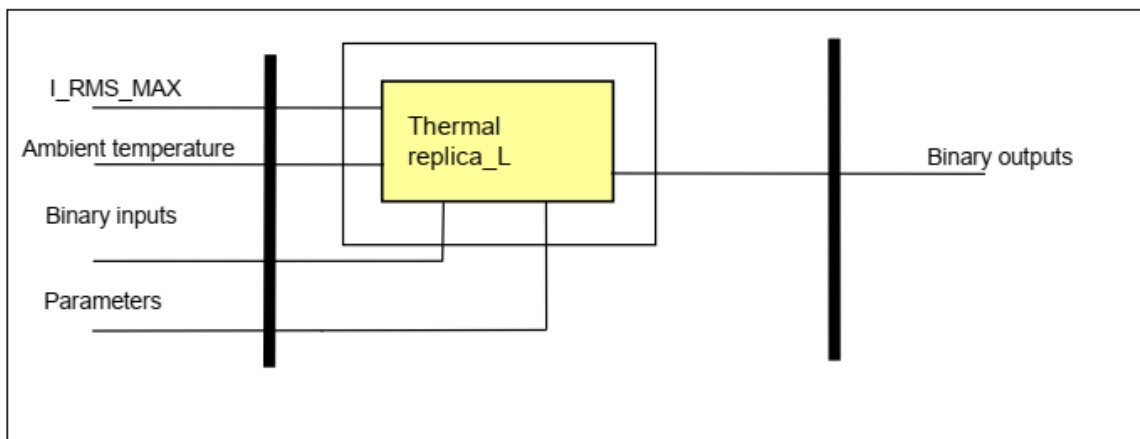 I_RMS_MAX
Ambient temperature
Binary inputs
Parameters
Thermal
replica_L
Binary outputs